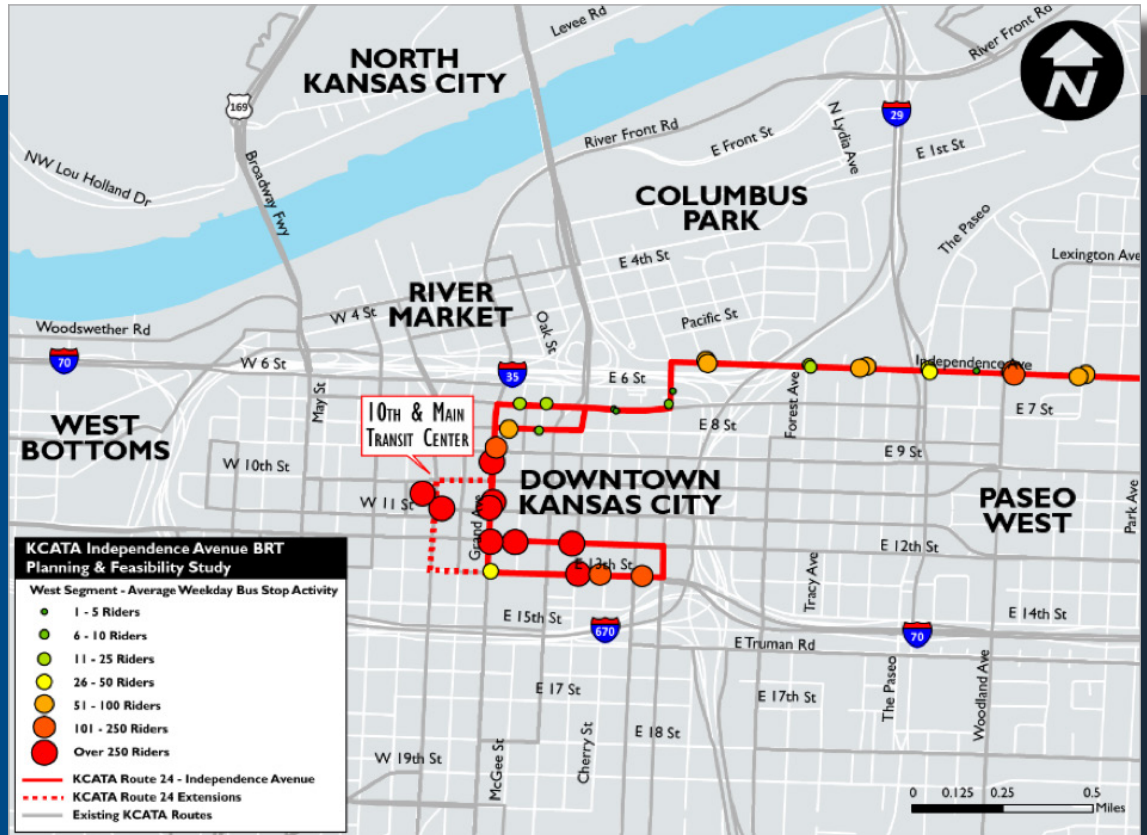 Levee Rd
River Front Rd
NORTH
KANSAS CITY
N
169
29
N Lydia Ave
River Front Rd
E Front St
E 1st St
NW Lou Holland Dr
Broadway Fwy
COLUMBUS
PARK
The Paseo
Lexington Ave
E 4th St
RIVER
MARKET
W 4 St
Oak St
Pacific St
Woodswether Rd
70
W 6 St
35
E 6 St
Independence Ave
May St
Forest Ave
E 7 St
10TH & MAIN
TRANSIT CENTER
E 8 St
WEST
BOTTOMS
E 9 St
W 10th St
DOWNTOWN
KANSAS CITY
W 11 St
PASEO
WEST
Park Ave
Grand Ave
E 12th St
E 13th St
KCATA Independence Avenue BRT
Planning & Feasibility Study
West Segment - Average Weekday Bus Stop Activity
1 - 5 Riders
6 - 10 Riders
11 - 25 Riders
26 - 50 Riders
51 - 100 Riders
101 - 250 Riders
Over 250 Riders
KCATA Route 24 - Independence Avenue
KCATA Route 24 Extensions
Existing KCATA Routes
Tracy Ave
E 14th St
E 15th St
670
70
E Truman Rd
E 17 St
E 17th St
The Paseo
Woodland Ave
E 18 St
W 19th St
McGee St
Cherry St
0 0.125 0.25 0.5
Miles